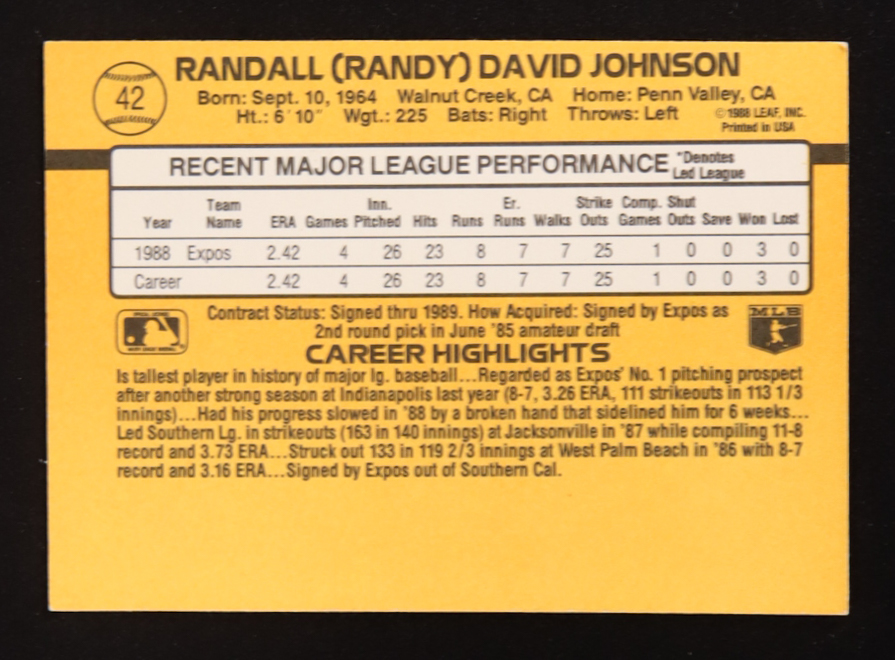 42
RANDALL (RANDY) DAVID JOHNSON
Born: Sept. 10, 1964 Walnut Creek, CA Home: Penn Valley, CA
Ht.: 6'10" Wgt.: 225 Bats: Right Throws: Left
©1988 LEAF, INC.
Printed in USA
RECENT MAJOR LEAGUE PERFORMANCE *Denotes
Led League
Year Team Name ERA Games Inn. Pitched Hits Runs Er. Runs Walks Strike Outs Comp. Games Shut Outs Save Won Lost
1988 Expos 2.42 4 26 23 8 7 7 25 1 0 0 3 0
Career 2.42 4 26 23 8 7 7 25 1 0 0 3 0
Contract Status: Signed thru 1989. How Acquired: Signed by Expos as
2nd round pick in June '85 amateur draft
MLB
CAREER HIGHLIGHTS
Is tallest player in history of major lg. baseball...Regarded as Expos' No. 1 pitching prospect
after another strong season at Indianapolis last year (8-7, 3.26 ERA, 111 strikeouts in 113 1/3
innings)...Had his progress slowed in '88 by a broken hand that sidelined him for 6 weeks...
Led Southern Lg. in strikeouts (163 in 140 innings) at Jacksonville in '87 while compiling 11-8
record and 3.73 ERA...Struck out 133 in 119 2/3 innings at West Palm Beach in '86 with 8-7
record and 3.16 ERA...Signed by Expos out of Southern Cal.